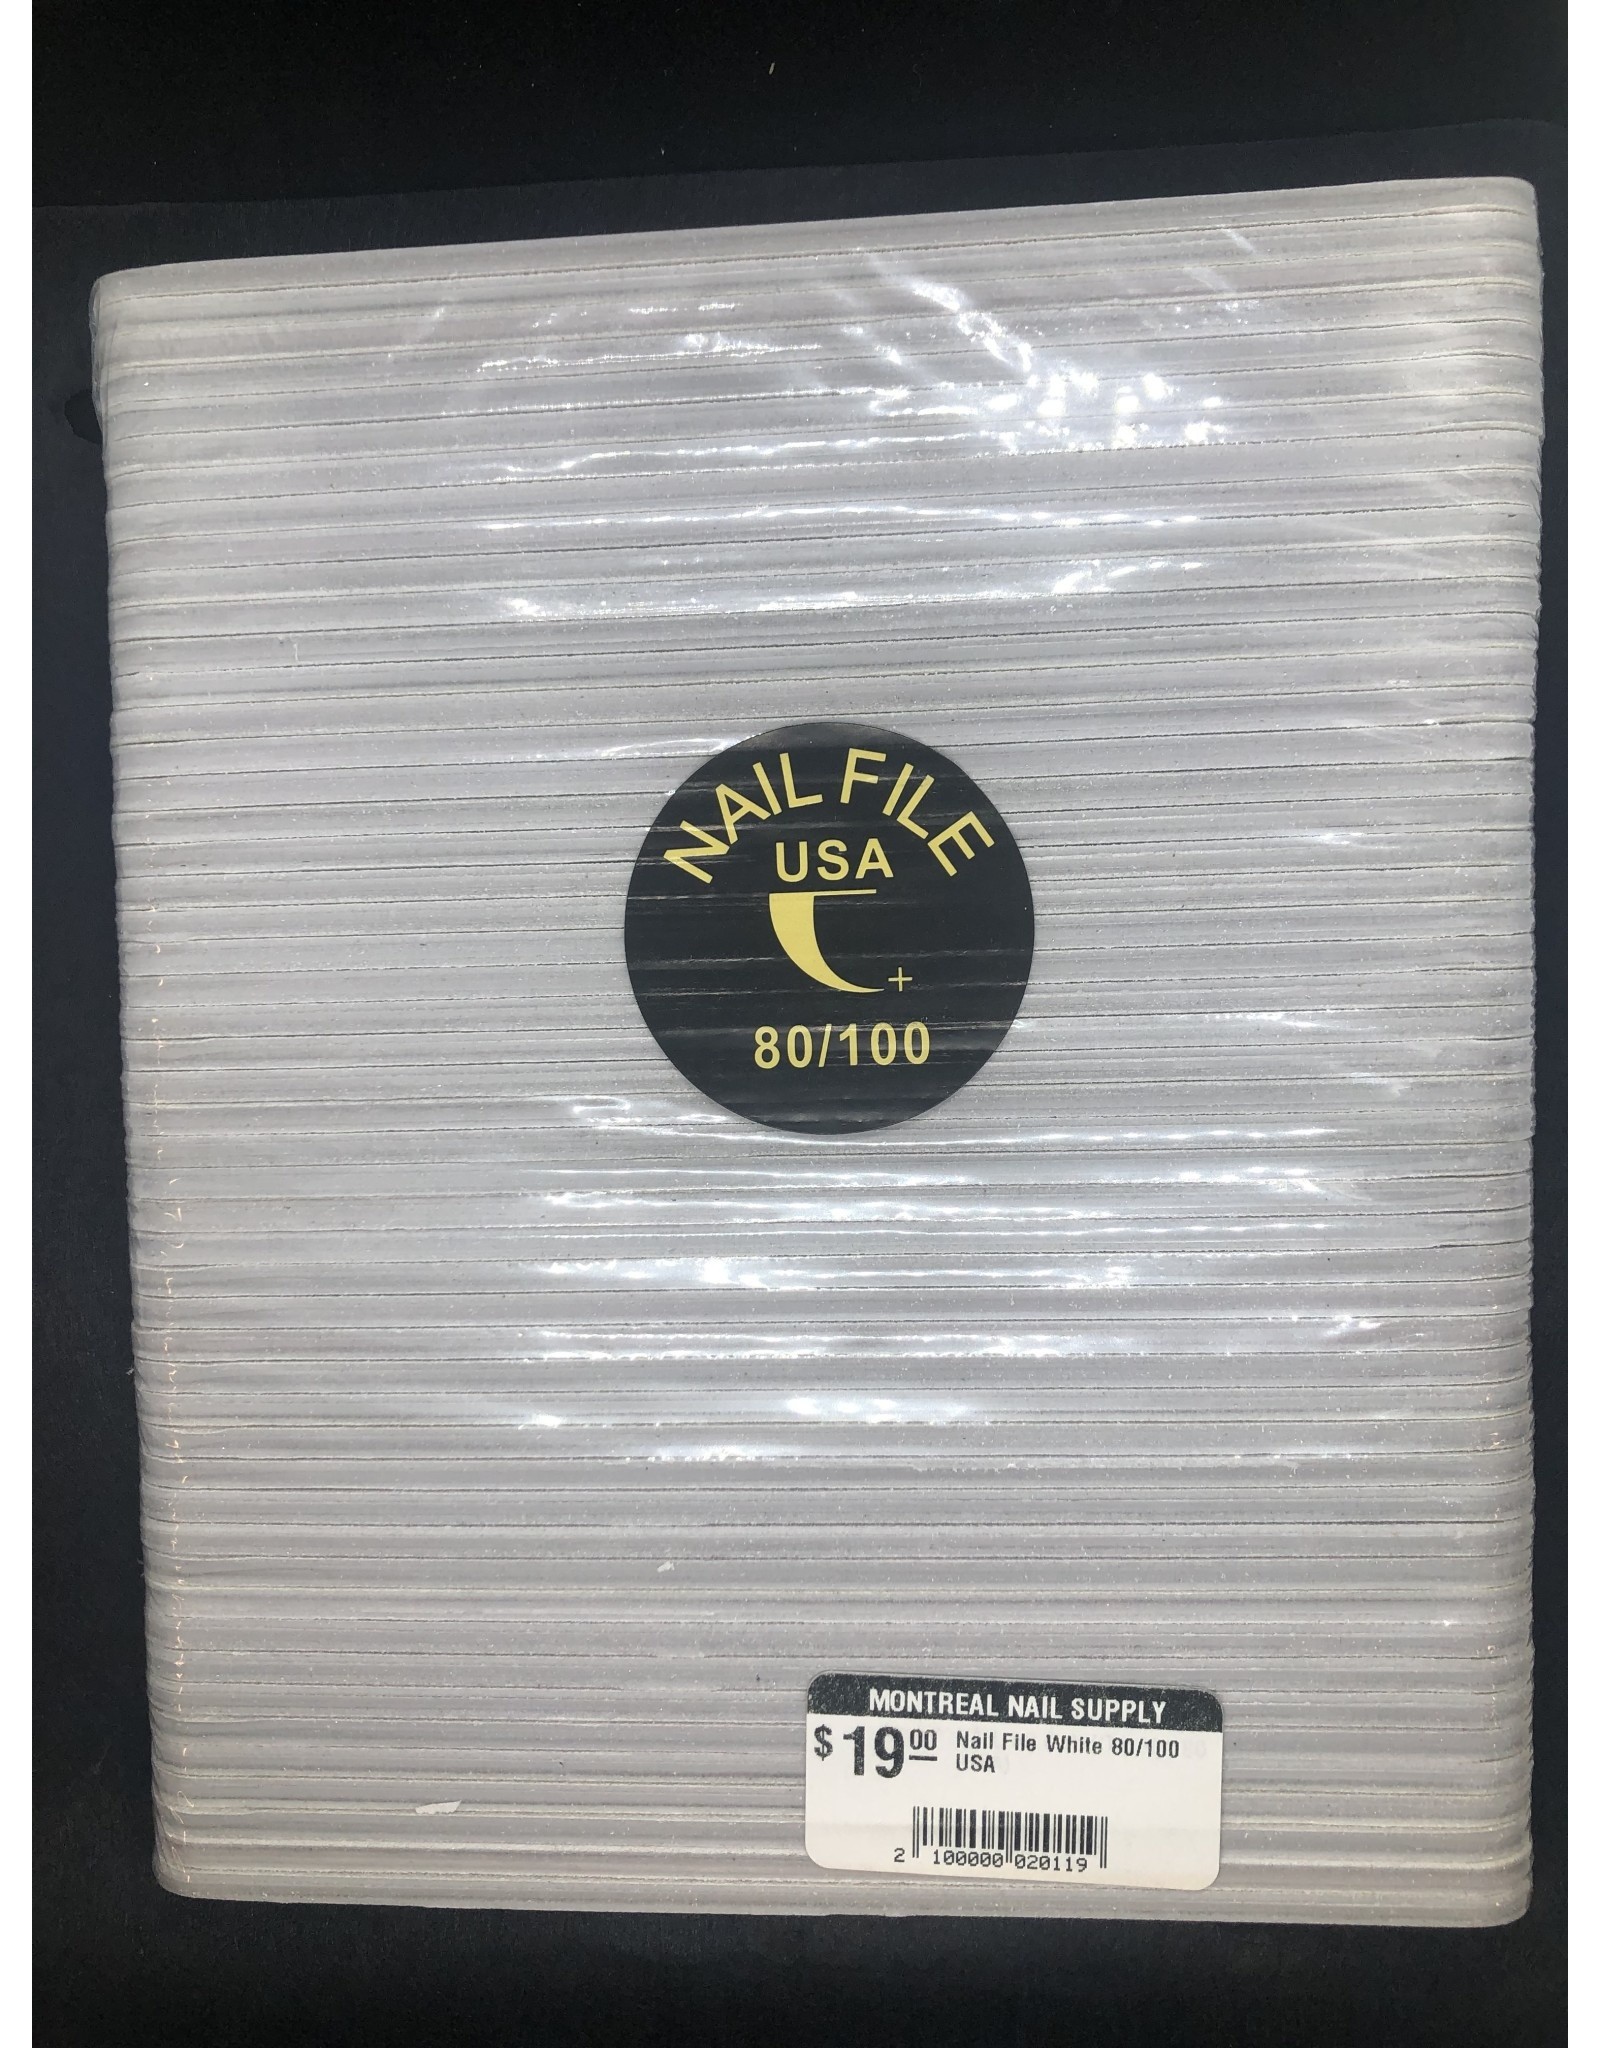 NAIL FILE
USA
+
80/100
MONTREAL NAIL SUPPLY
$19.00 Nail File White 80/100
USA
2 100000 020119